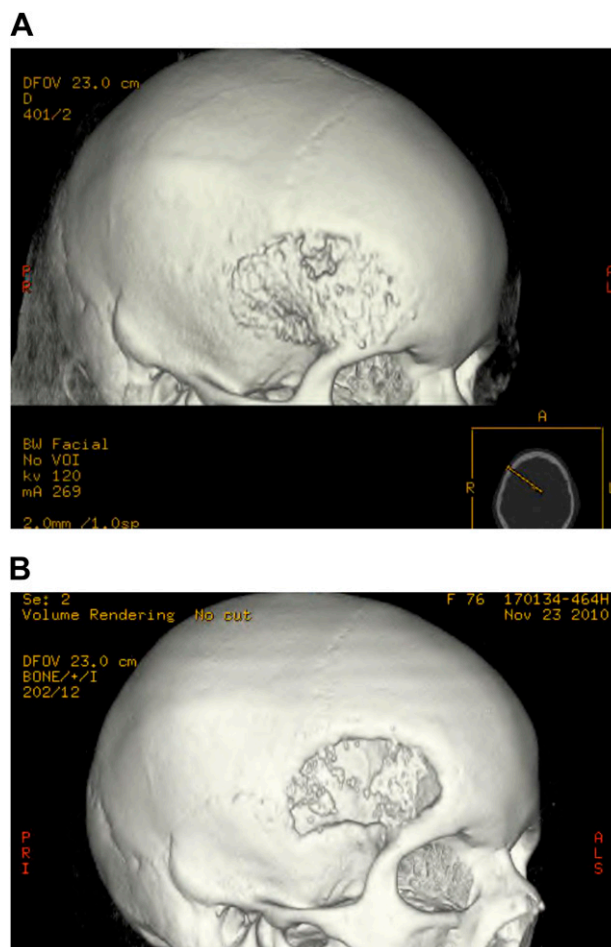 A
DFOV 23.0 cm
D
401/2
P
R
A
L
BW Facial
No VOI
kv 120
mA 269
2.0mm /1.0sp
A
R
B
Se: 2
Volume Rendering No cut
F 76 170134-464H
Nov 23 2010
DFOV 23.0 cm
BONE/+/I
202/12
P
R
I
A
L
S